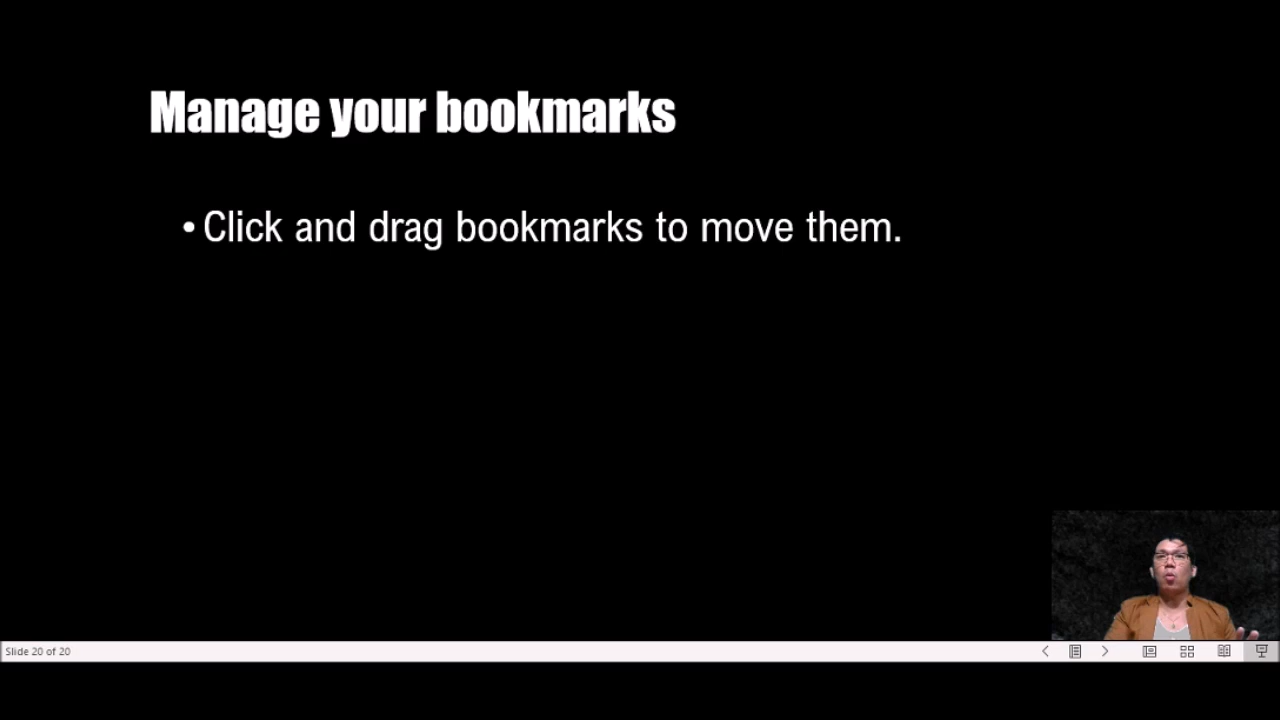 Manage your bookmarks
• Click and drag bookmarks to move them.
Slide 20 of 20